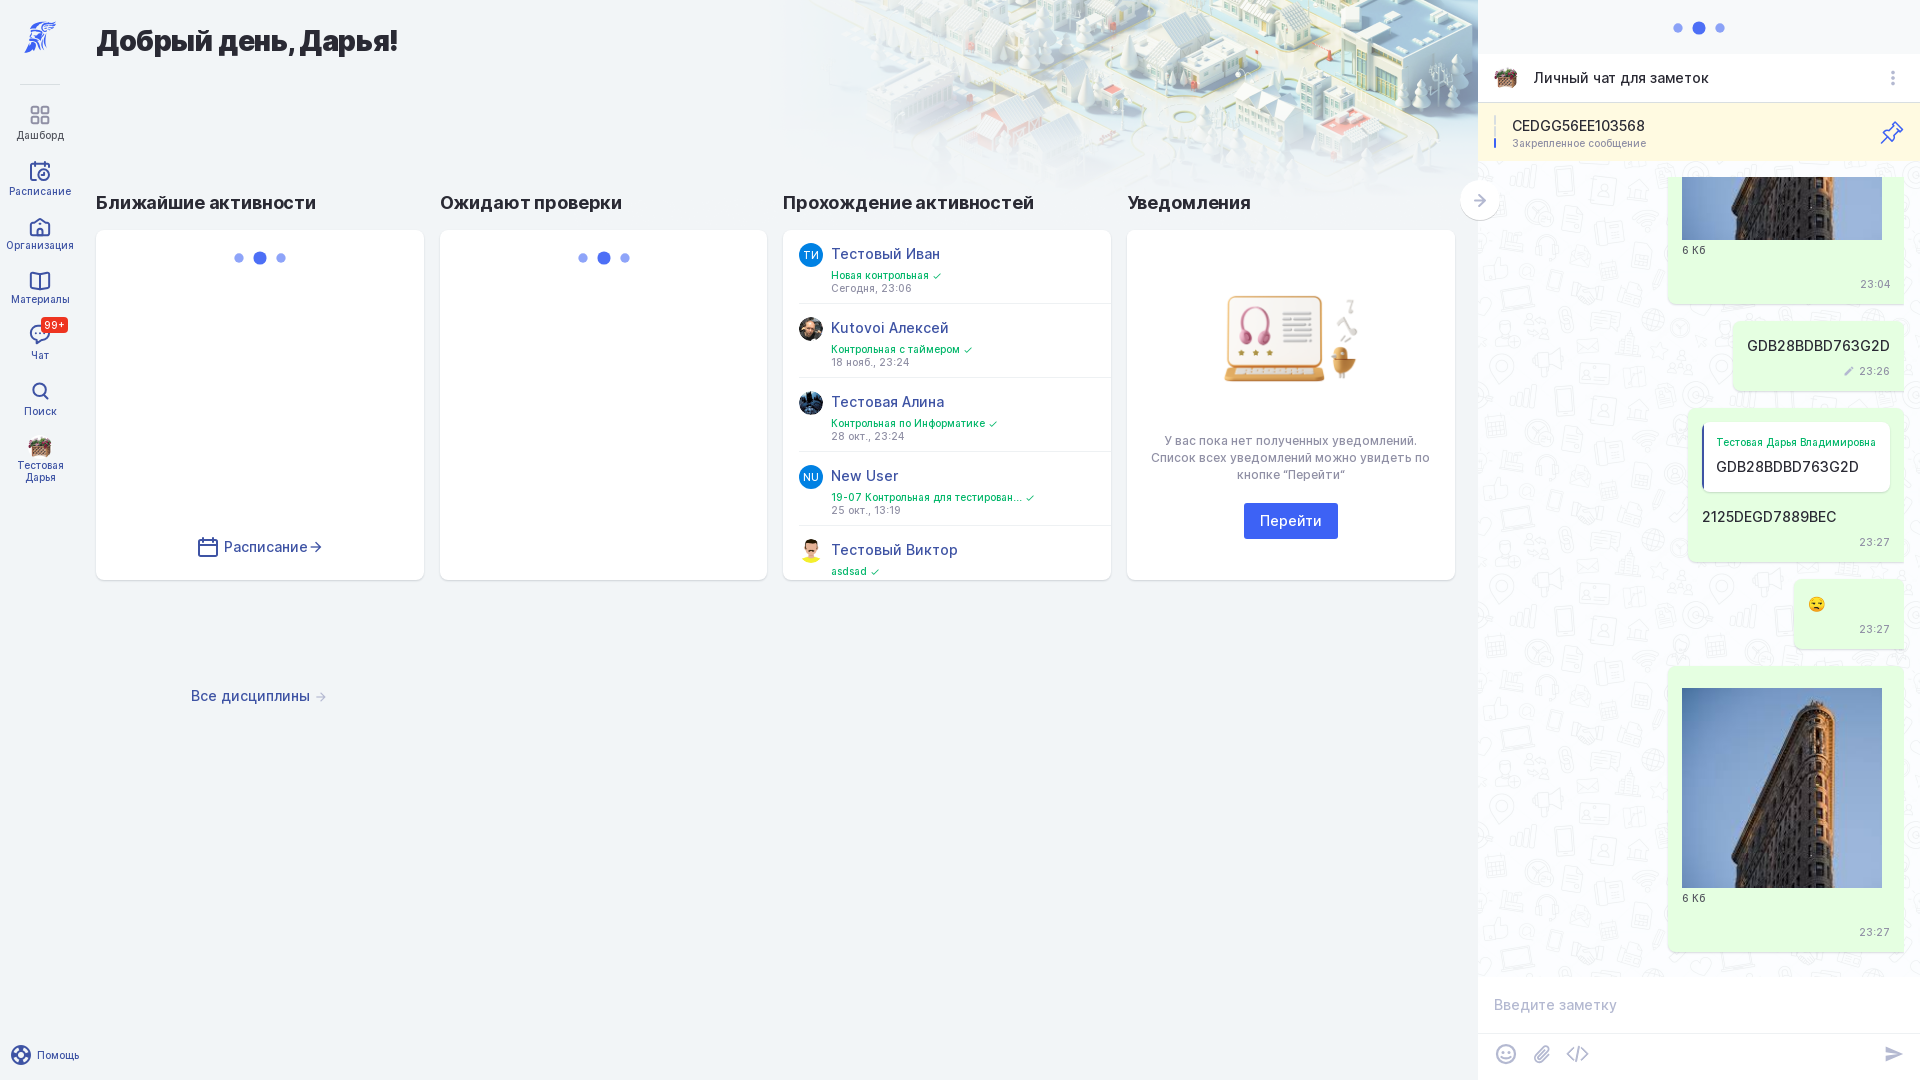 Добрый день, Дарья!
Дашборд
Расписание
Организация
Материалы
99+
Чат
Поиск
Тестовая
Дарья
Помощь
Ближайшие активности
Расписание
Все дисциплины
Ожидают проверки
Прохождение активностей
ТИ
Тестовый Иван
Новая контрольная
Сегодня, 23:06
Kutovoi Алексей
Контрольная с таймером
18 нояб., 23:24
Тестовая Алина
Контрольная по Информатике
28 окт., 23:24
NU
New User
19-07 Контрольная для тестирован...
25 окт., 13:19
Тестовый Виктор
asdsad
Уведомления
У вас пока нет полученных уведомлений.
Список всех уведомлений можно увидеть по
кнопке “Перейти“
Перейти
Личный чат для заметок
CEDGG56EE103568
Закрепленное сообщение
6 Кб
23:04
GDB28BDBD763G2D
23:26
Тестовая Дарья Владимировна
GDB28BDBD763G2D
2125DEGD7889BEC
23:27
23:27
6 Кб
23:27
Введите заметку